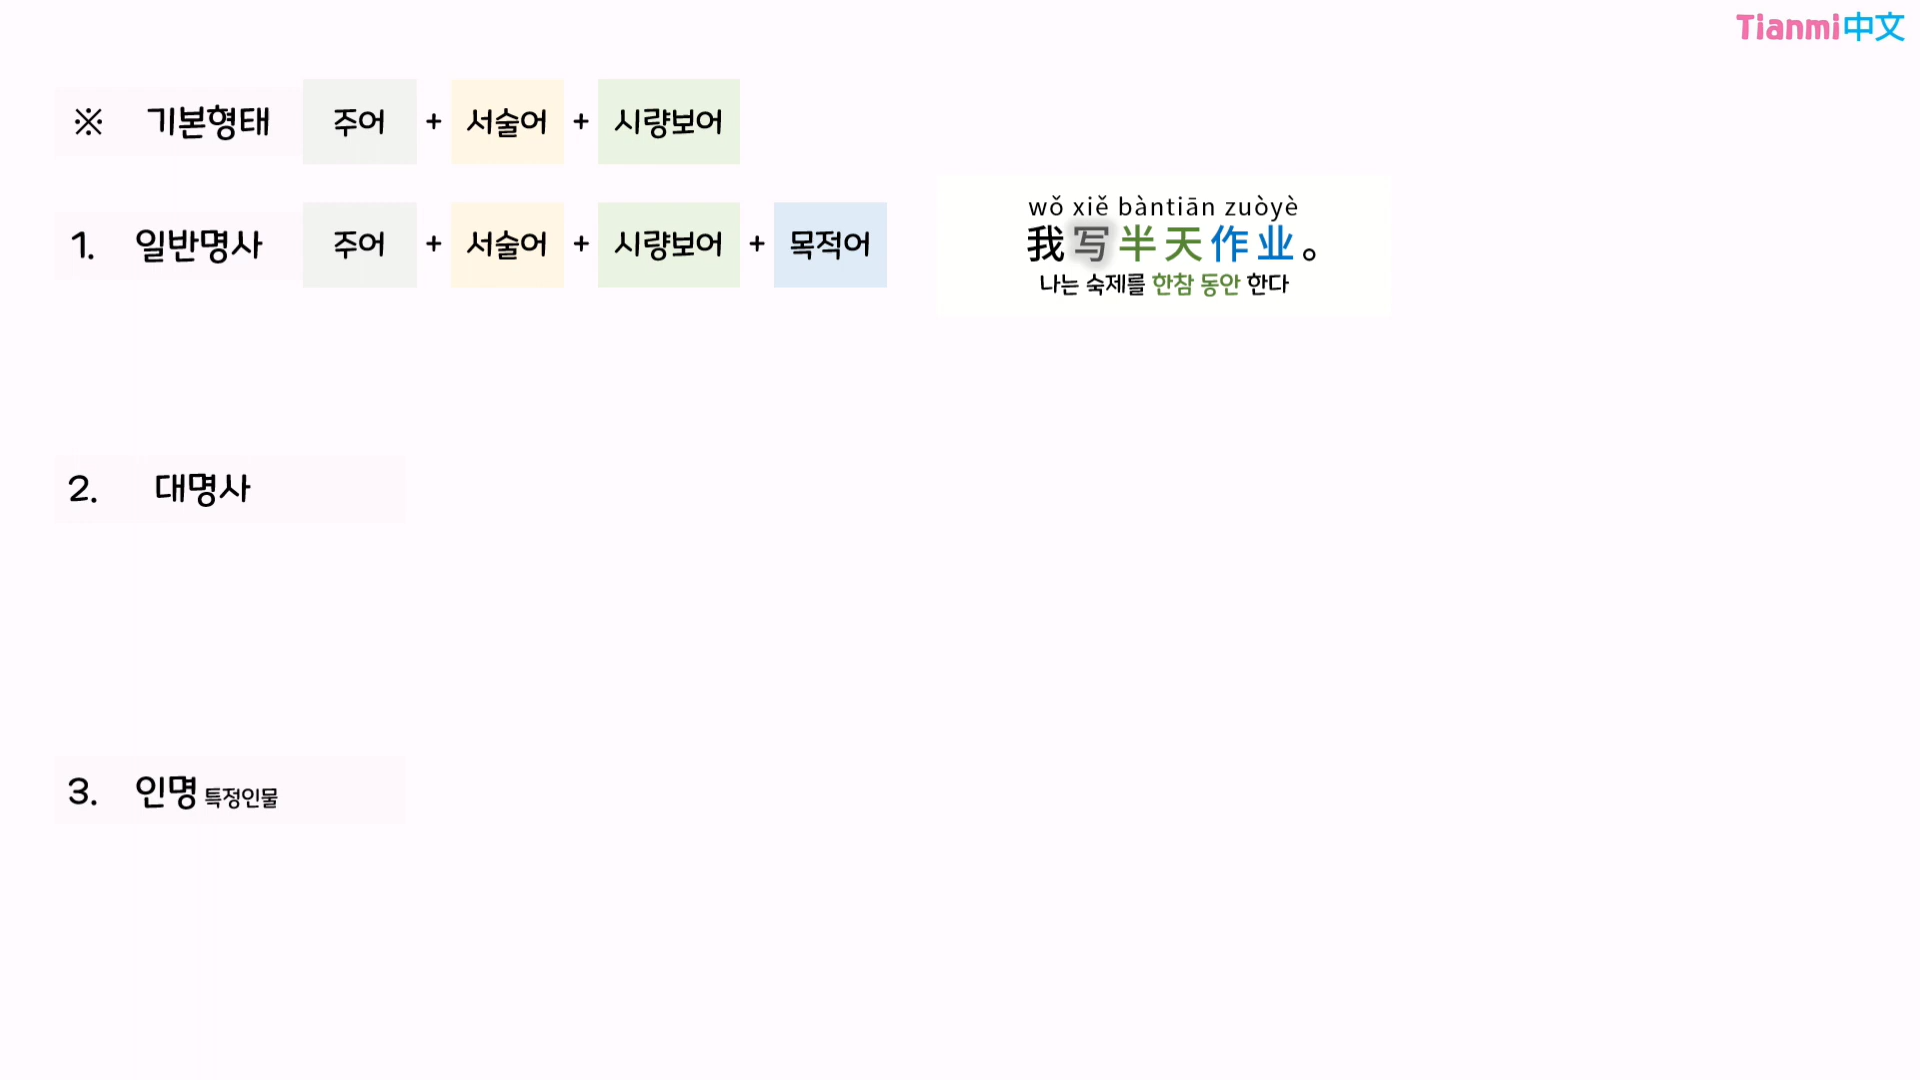 Tianmi中文
※ 기본형태 주어 + 서술어 + 시량보어
1. 일반명사 주어 + 서술어 + 시량보어 + 목적어
wǒ xiě bàntiān zuòyè
我写半天作业。
나는 숙제를 한참 동안 한다
2. 대명사
3. 인명 특정인물